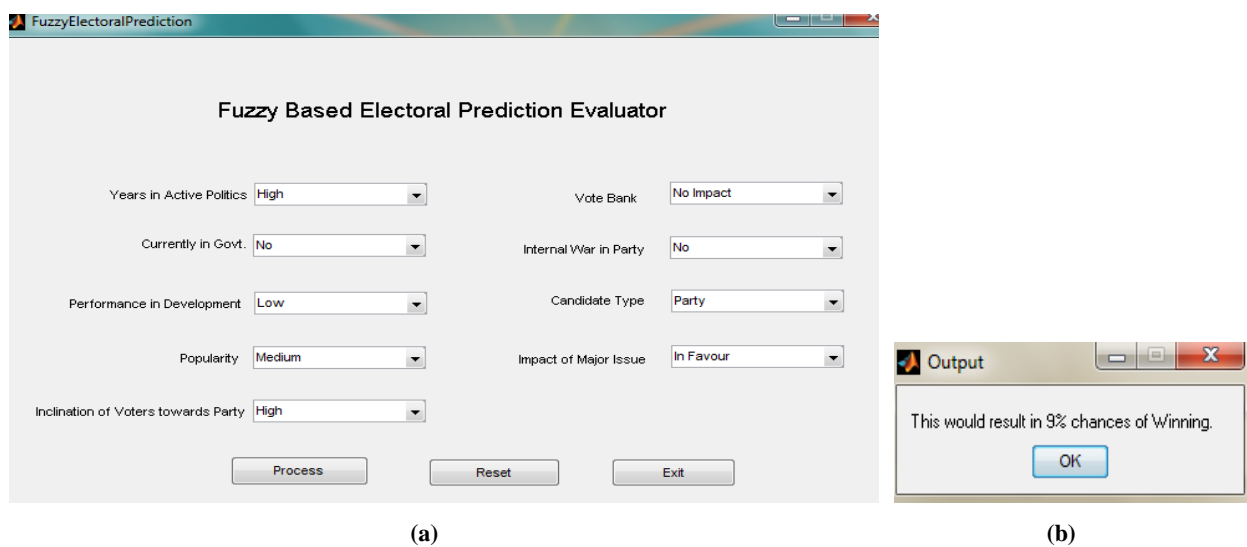 FuzzyElectoralPrediction
Fuzzy Based Electoral Prediction Evaluator
Years in Active Politics High
Vote Bank No Impact
Currently in Govt. No
Internal War in Party No
Performance in Development Low
Candidate Type Party
Popularity Medium
Impact of Major Issue In Favour
Inclination of Voters towards Party High
Process Reset Exit
Output
This would result in 9% chances of Winning.
OK
(a) (b)